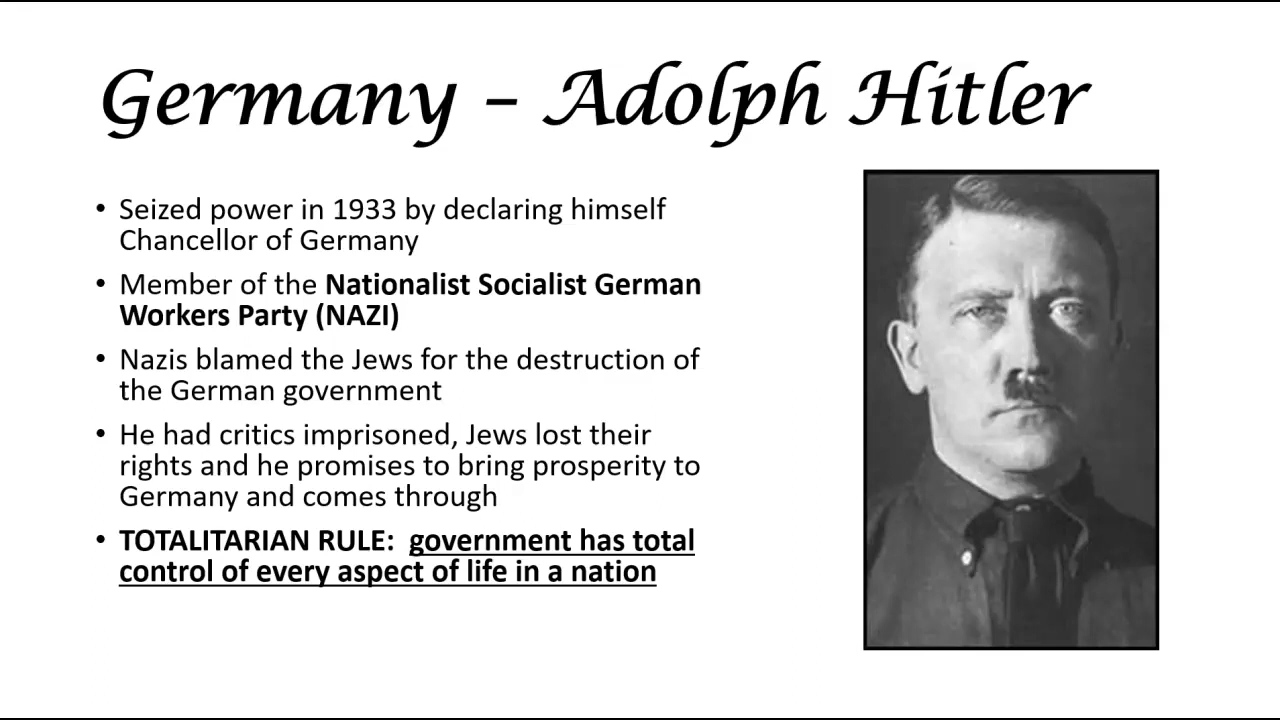 Germany – Adolph Hitler
• Seized power in 1933 by declaring himself
Chancellor of Germany
• Member of the Nationalist Socialist German
Workers Party (NAZI)
• Nazis blamed the Jews for the destruction of
the German government
• He had critics imprisoned, Jews lost their
rights and he promises to bring prosperity to
Germany and comes through
• TOTALITARIAN RULE: government has total
control of every aspect of life in a nation